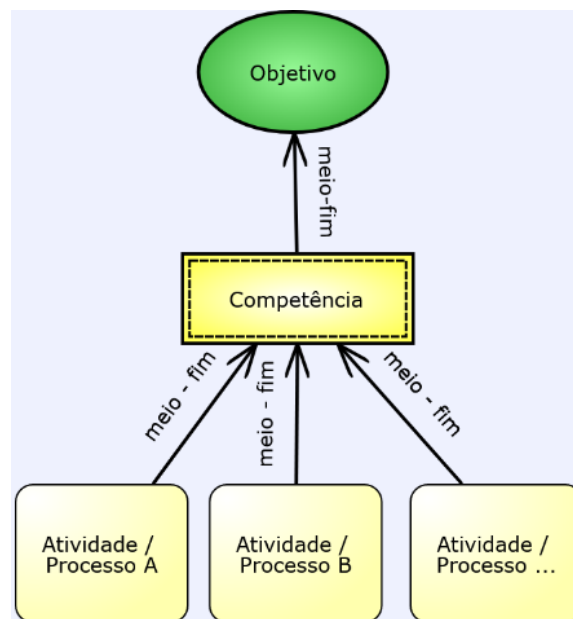 Objetivo
meio-fim
Competência
meio - fim
meio - fim
meio - fim
Atividade /
Processo A
Atividade /
Processo B
Atividade /
Processo ...